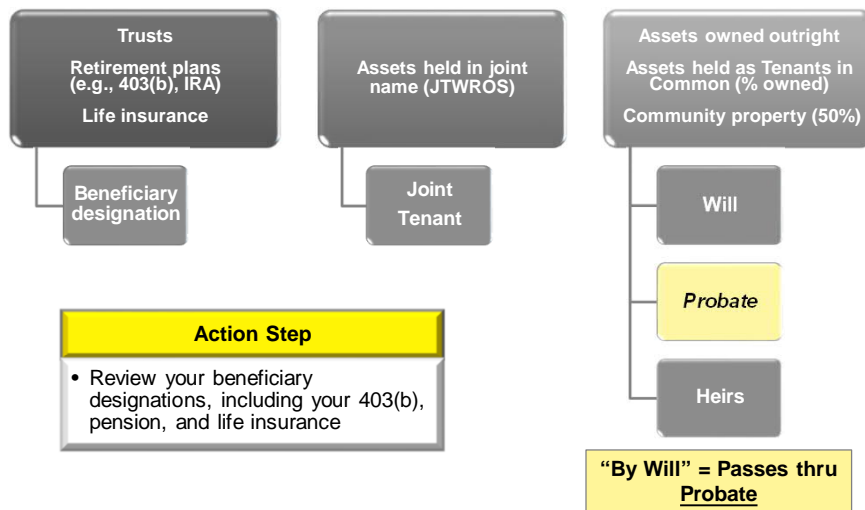 Trusts
Retirement plans
(e.g., 403(b), IRA)
Life insurance
Beneficiary
designation
Assets held in joint
name (JTWROS)
Joint
Tenant
Assets owned outright
Assets held as Tenants in
Common (% owned)
Community property (50%)
Will
Probate
Heirs
Action Step
• Review your beneficiary
designations, including your 403(b),
pension, and life insurance
“By Will” = Passes thru
Probate